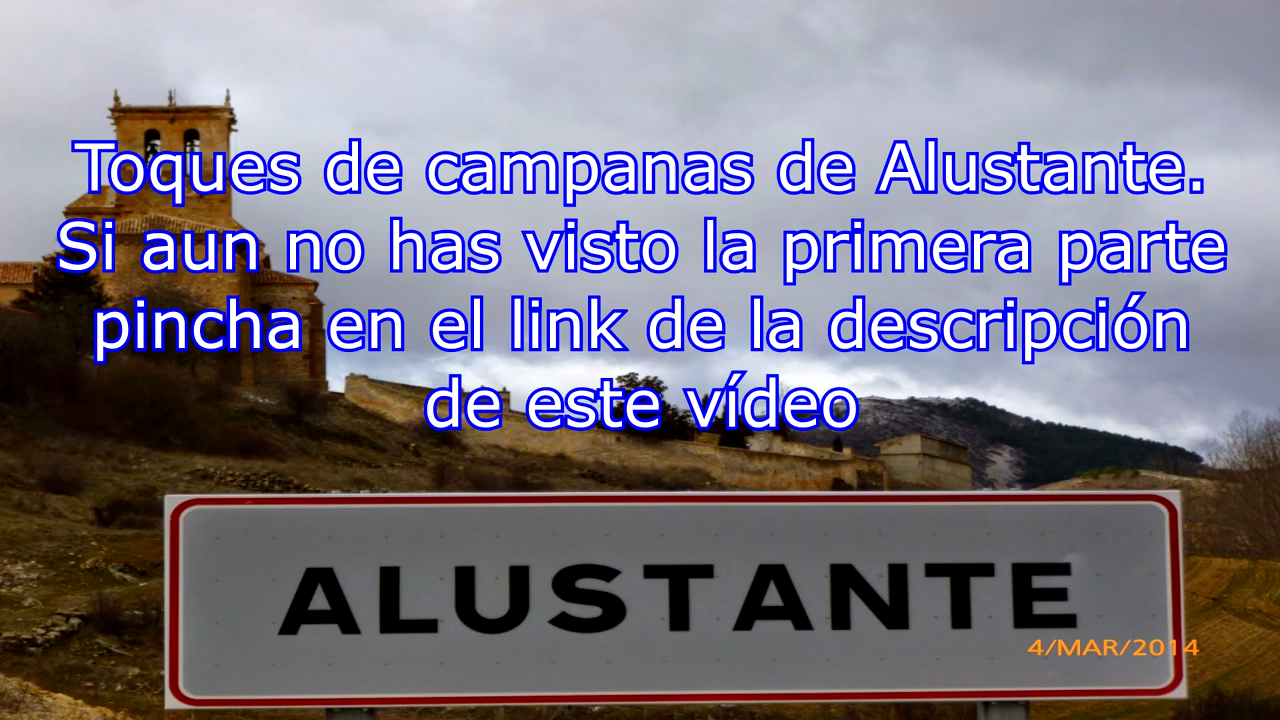 Toques de campanas de Alustante.
Si aun no has visto la primera parte
pincha en el link de la descripción
de este vídeo
ALUSTANTE
4/MAR/2014